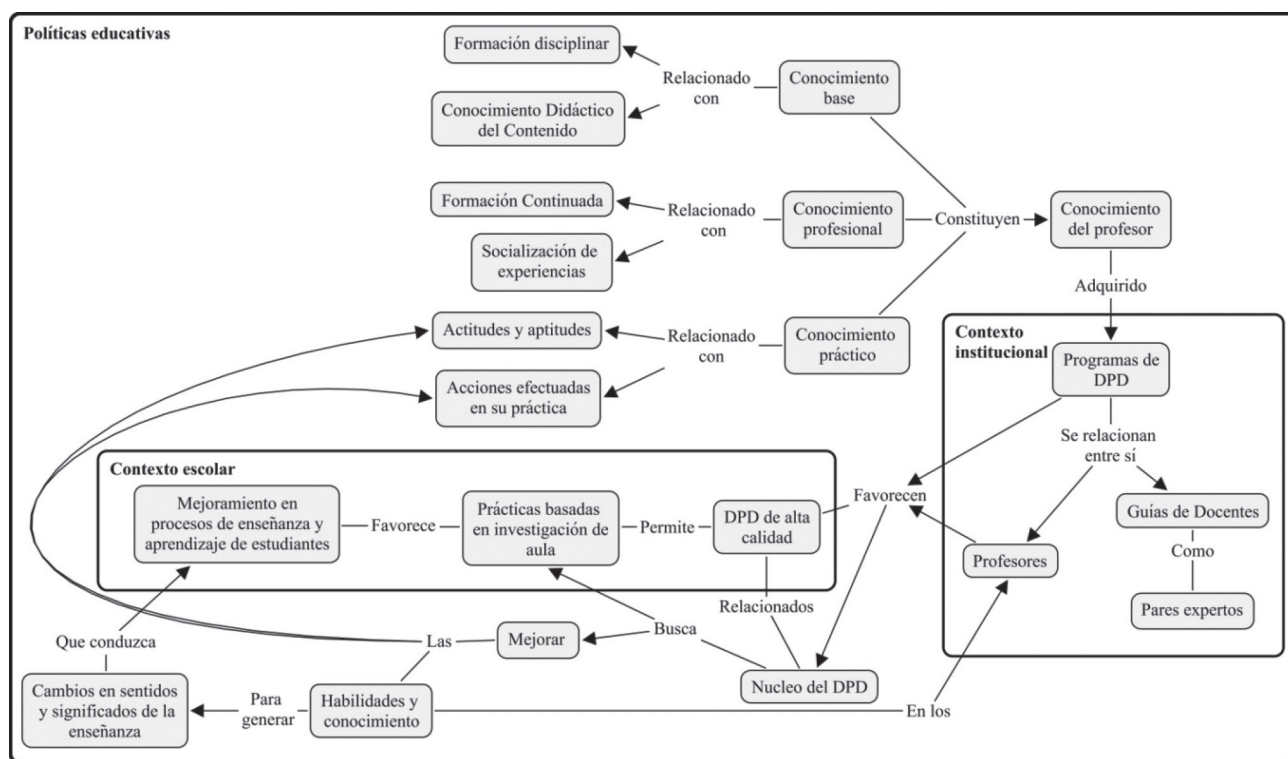 Políticas educativas
Formación disciplinar
Relacionado
con
Conocimiento
base
Conocimiento Didáctico
del Contenido
Formación Continuada
Relacionado
con
Conocimiento
profesional
Constituyen
Conocimiento
del profesor
Socialización de
experiencias
Adquirido
Actitudes y aptitudes
Relacionado
con
Conocimiento
práctico
Acciones efectuadas
en su práctica
Contexto
institucional
Programas de
DPD
Se relacionan
entre sí
Guías de Docentes
Como
Pares expertos
Profesores
Favorecen
Contexto escolar
Mejoramiento en
procesos de enseñanza y
aprendizaje de estudiantes
Favorece
Prácticas basadas
en investigación de
aula
Permite
DPD de alta
calidad
Relacionados
Que conduzca
Las
Mejorar
Busca
Nucleo del DPD
Cambios en sentidos
y significados de la
enseñanza
Para
generar
Habilidades y
conocimiento
En los